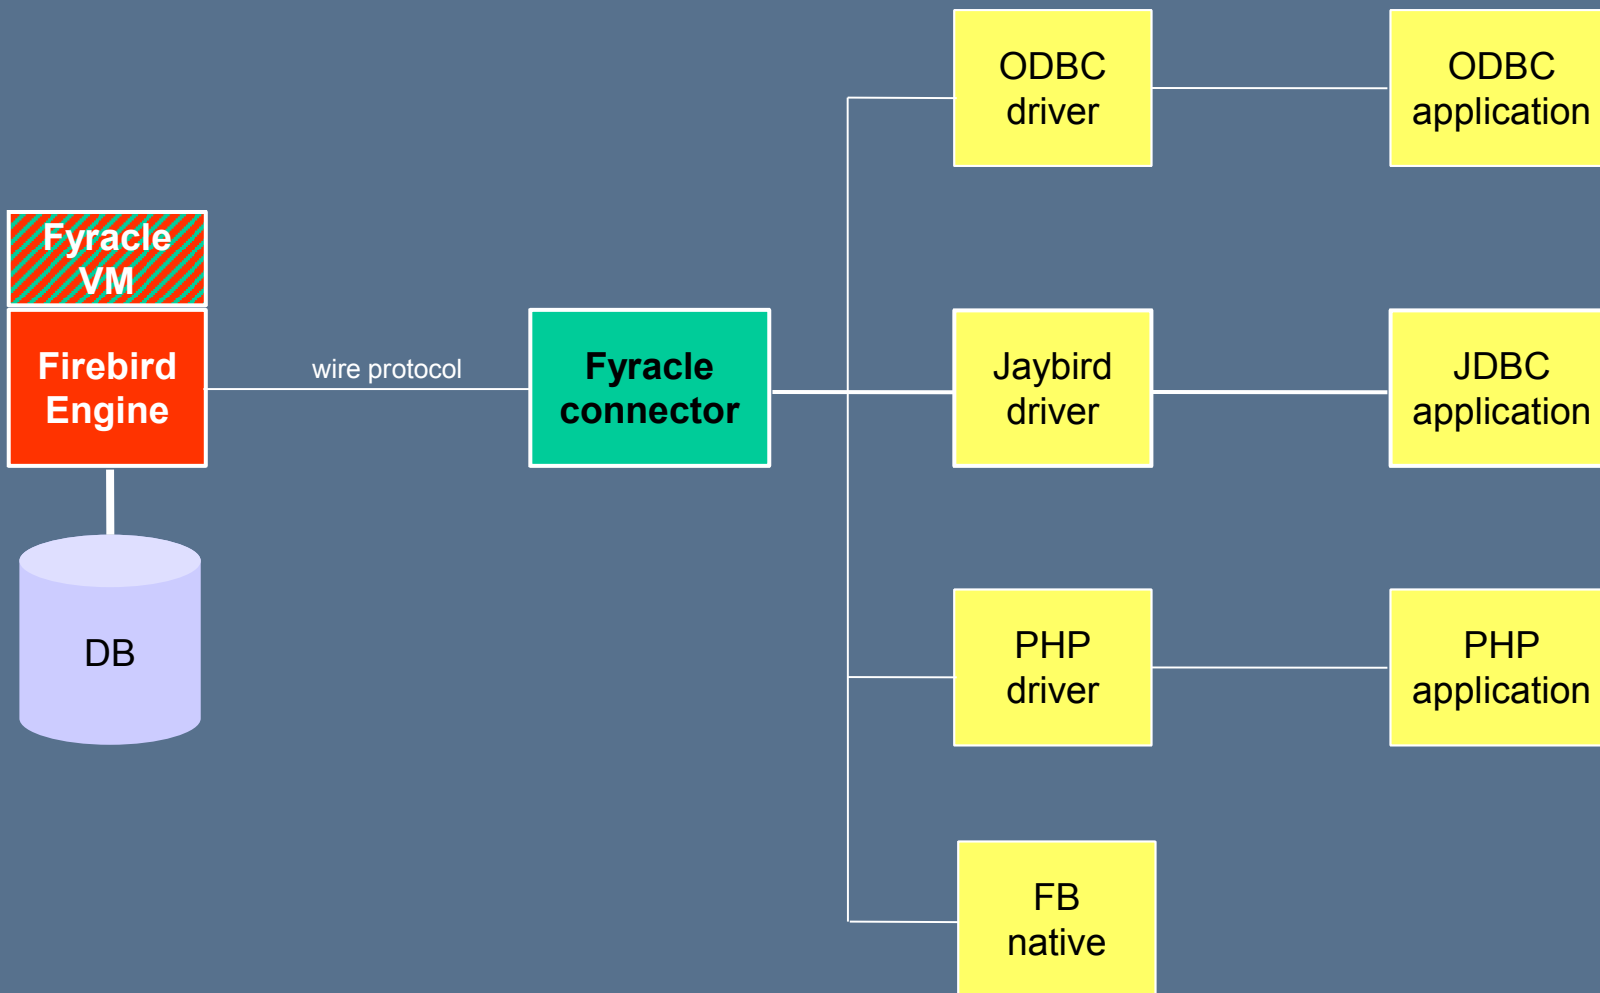 ODBC
driver
ODBC
application
Fyracle
VM
Firebird
Engine
wire protocol
Fyracle
connector
Jaybird
driver
JDBC
application
DB
PHP
driver
PHP
application
FB
native